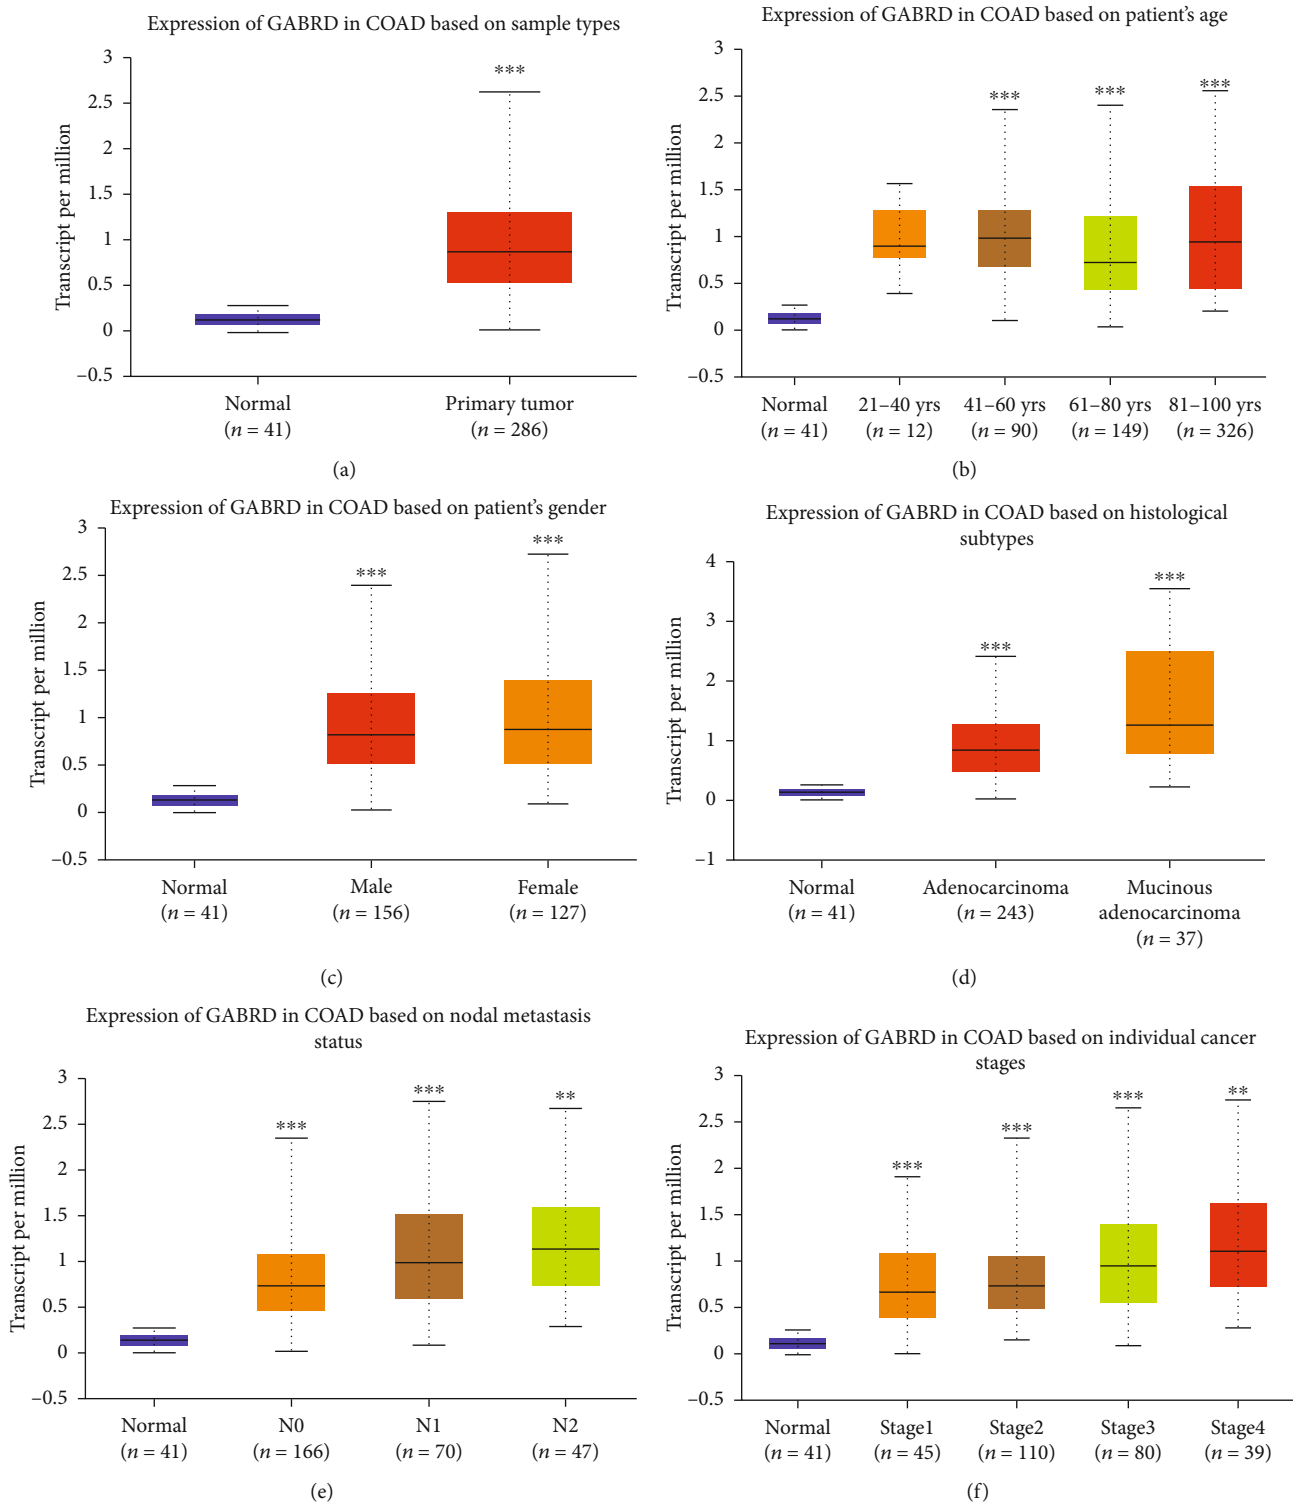 Expression of GABRD in COAD based on sample types
3
2.5
2
1.5
1
0.5
0
–0.5
Transcript per million
***
Normal
(n = 41)
Primary tumor
(n = 286)
(a)
Expression of GABRD in COAD based on patient's age
3
2.5
2
1.5
1
0.5
0
–0.5
Transcript per million
***
***
***
Normal
(n = 41)
21–40 yrs
(n = 12)
41–60 yrs
(n = 90)
61–80 yrs
(n = 149)
81–100 yrs
(n = 326)
(b)
Expression of GABRD in COAD based on patient's gender
3
2.5
2
1.5
1
0.5
0
–0.5
Transcript per million
***
***
Normal
(n = 41)
Male
(n = 156)
Female
(n = 127)
(c)
Expression of GABRD in COAD based on histological
subtypes
4
3
2
1
0
–1
Transcript per million
***
***
Normal
(n = 41)
Adenocarcinoma
(n = 243)
Mucinous
adenocarcinoma
(n = 37)
(d)
Expression of GABRD in COAD based on nodal metastasis
status
3
2.5
2
1.5
1
0.5
0
–0.5
Transcript per million
***
***
**
Normal
(n = 41)
N0
(n = 166)
N1
(n = 70)
N2
(n = 47)
(e)
Expression of GABRD in COAD based on individual cancer
stages
3
2.5
2
1.5
1
0.5
0
–0.5
Transcript per million
***
***
***
**
Normal
(n = 41)
Stage1
(n = 45)
Stage2
(n = 110)
Stage3
(n = 80)
Stage4
(n = 39)
(f)